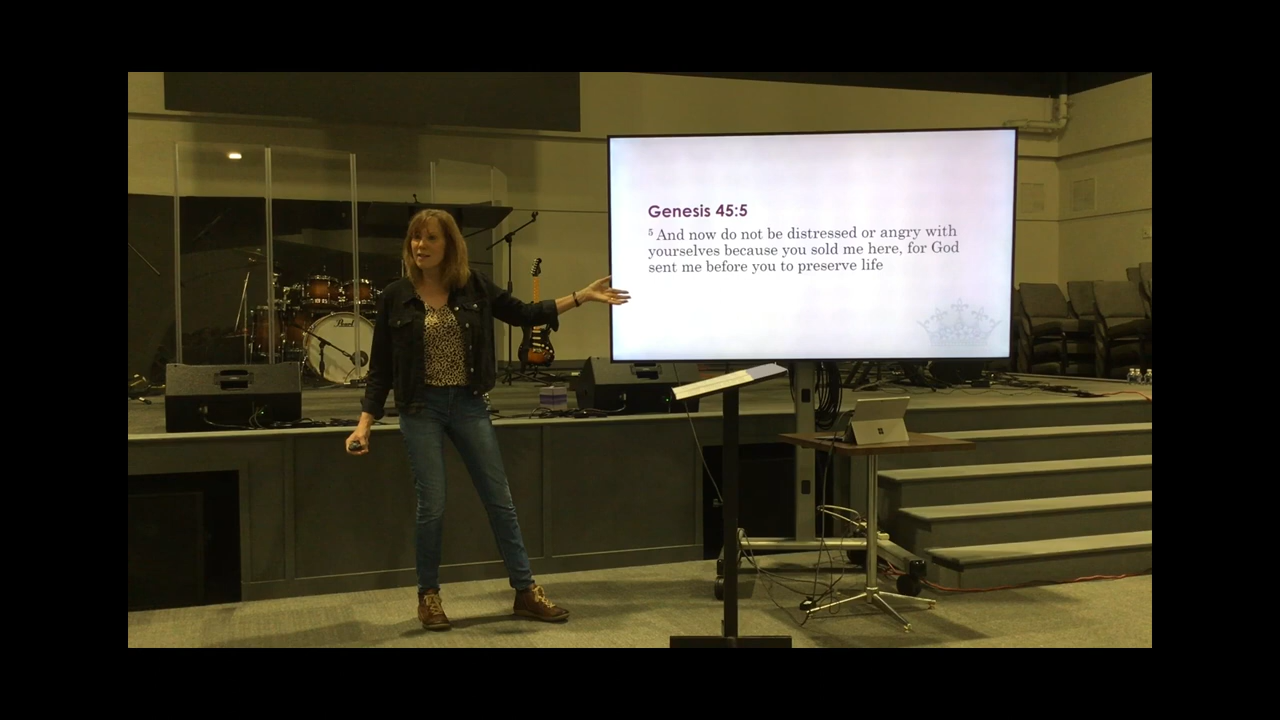 Genesis 45:5
5 And now do not be distressed or angry with
yourselves because you sold me here, for God
sent me before you to preserve life
Pearl